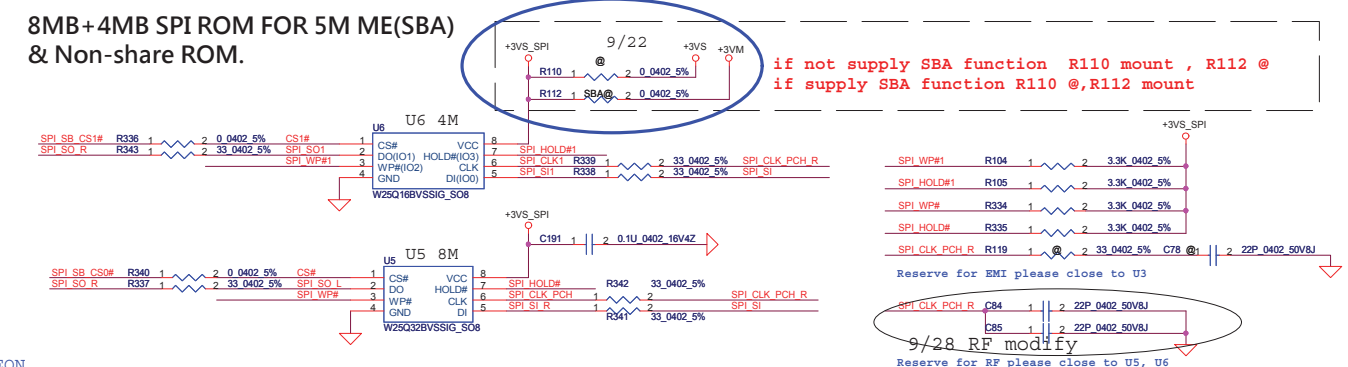 8MB+4MB SPI ROM FOR 5M ME(SBA)
& Non-share ROM.
9/22
+3VS_SPI +3VS +3VM
@
R110 1 2 0_0402_5%
R112 1 SBA@ 2 0_0402_5%
if not supply SBA function R110 mount , R112 @
if supply SBA function R110 @,R112 mount
U6 4M
U6
SPI_SB_CS1# R336 1 2 0_0402_5% CS1# 1 CS# VCC 8
SPI_SO_R R343 1 2 33_0402_5% SPI_SO1 2 DO(IO1) HOLD#(IO3) 7 SPI_HOLD#1
SPI_WP#1 3 WP#(IO2) CLK 6 SPI_CLK1 R339 1 2 33_0402_5% SPI_CLK_PCH_R
4 GND DI(IO0) 5 SPI_SI1 R338 1 2 33_0402_5% SPI_SI
W25Q16BVSSIG_SO8
+3VS_SPI
C191 1 2 0.1U_0402_16V4Z
U5 8M
U5
SPI_SB_CS0# R340 1 2 0_0402_5% CS# 1 CS# VCC 8
SPI_SO_R R337 1 2 33_0402_5% SPI_SO_L 2 DO HOLD# 7 SPI_HOLD#
SPI_WP# 3 WP# CLK 6 SPI_CLK_PCH R342 33_0402_5% 1 2 SPI_CLK_PCH_R
4 GND DI 5 SPI_SI_R R341 1 2 33_0402_5% SPI_SI
W25Q32BVSSIG_SO8
+3VS_SPI
SPI_WP#1 R104 1 2 3.3K_0402_5%
SPI_HOLD#1 R105 1 2 3.3K_0402_5%
SPI_WP# R334 1 2 3.3K_0402_5%
SPI_HOLD# R335 1 2 3.3K_0402_5%
SPI_CLK_PCH_R R119 1 @ 2 33_0402_5% C78 @ 1 2 22P_0402_50V8J
Reserve for EMI please close to U3
SPI_CLK_PCH_R C84 1 2 22P_0402_50V8J
C85 1 2 22P_0402_50V8J
9/28 RF modify
Reserve for RF please close to U5, U6